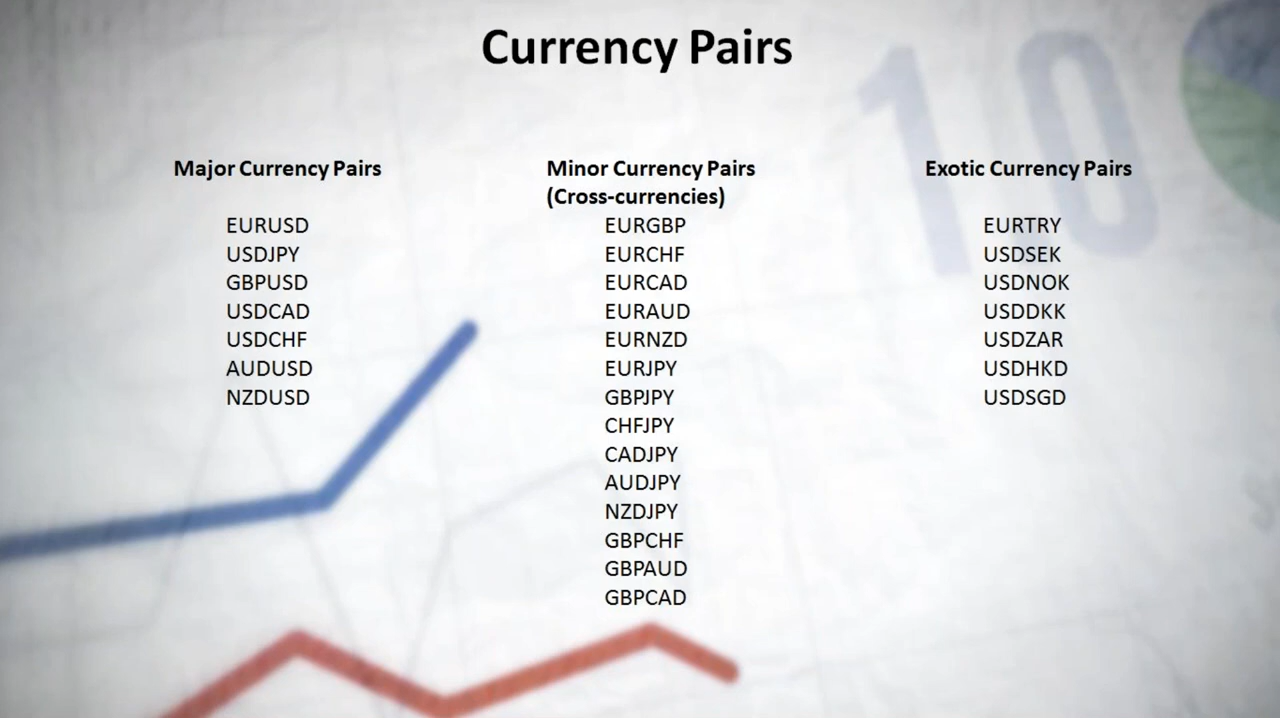 Currency Pairs
Major Currency Pairs
EURUSD
USDJPY
GBPUSD
USDCAD
USDCHF
AUDUSD
NZDUSD
Minor Currency Pairs
(Cross-currencies)
EURGBP
EURCHF
EURCAD
EURAUD
EURNZD
EURJPY
GBPJPY
CHFJPY
CADJPY
AUDJPY
NZDJPY
GBPCHF
GBPAUD
GBPCAD
Exotic Currency Pairs
EURTRY
USDSEK
USDNOK
USDDKK
USDZAR
USDHKD
USDSGD
10